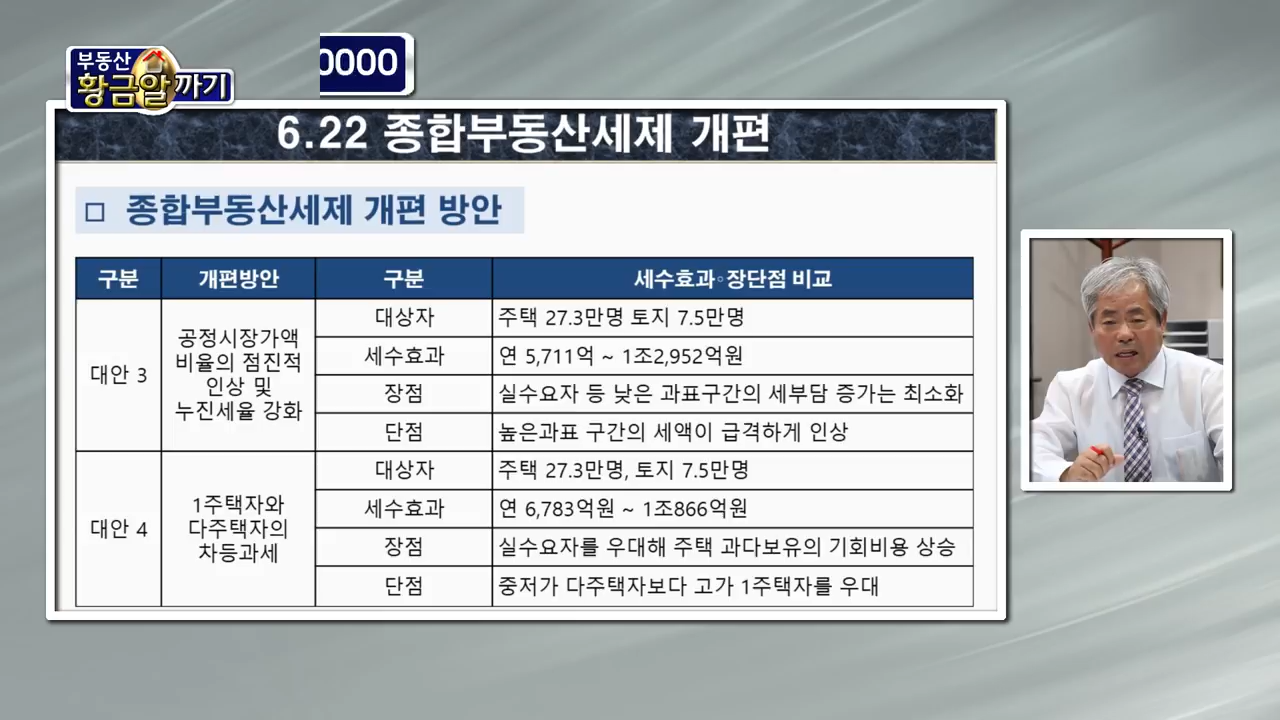 부동산
황금알까기
0000
6.22 종합부동산세제 개편
□ 종합부동산세제 개편 방안
구분 개편방안 구분 세수효과◦장단점 비교
대안 3
공정시장가액
비율의 점진적
인상 및
누진세율 강화
대상자 주택 27.3만명 토지 7.5만명
세수효과 연 5,711억 ~ 1조2,952억원
장점 실수요자 등 낮은 과표구간의 세부담 증가는 최소화
단점 높은과표 구간의 세액이 급격하게 인상
대안 4
1주택자와
다주택자의
차등과세
대상자 주택 27.3만명, 토지 7.5만명
세수효과 연 6,783억원 ~ 1조866억원
장점 실수요자를 우대해 주택 과다보유의 기회비용 상승
단점 중저가 다주택자보다 고가 1주택자를 우대